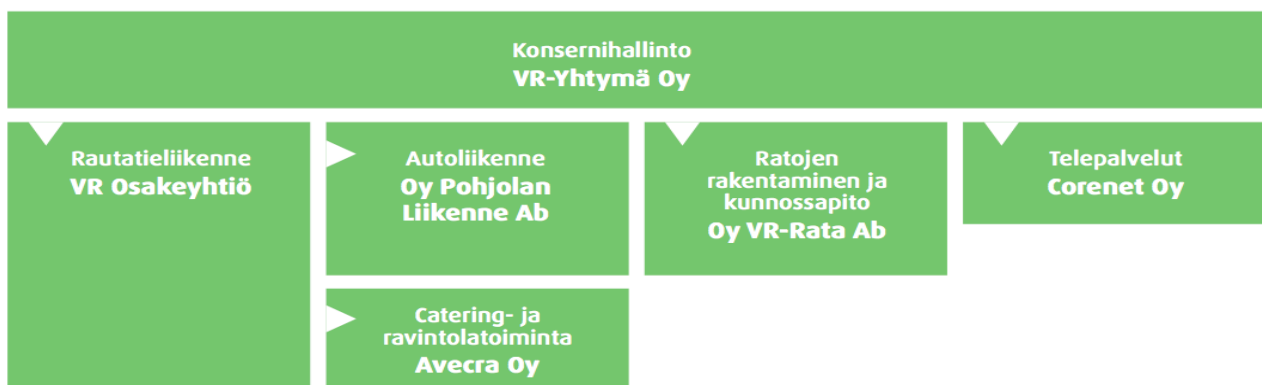 Konsernihallinto
VR-Yhtymä Oy
Rautatieliikenne
VR Osakeyhtiö
Autoliikenne
Oy Pohjolan
Liikenne Ab
Ratojen
rakentaminen ja
kunnossapito
Oy VR-Rata Ab
Telepalvelut
Corenet Oy
Catering- ja
ravintolatoiminta
Avecra Oy